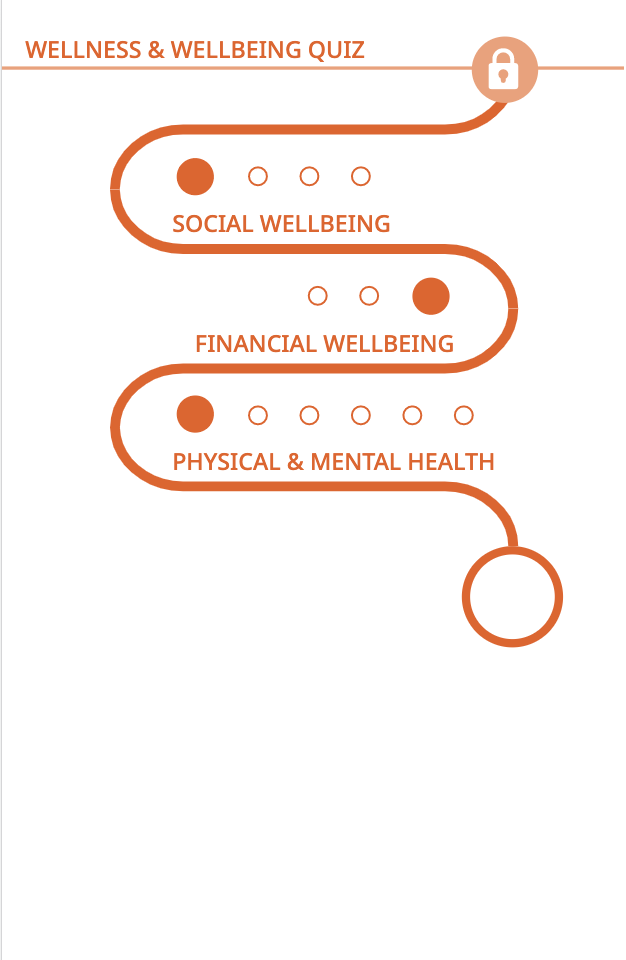 WELLNESS & WELLBEING QUIZ
SOCIAL WELLBEING
FINANCIAL WELLBEING
PHYSICAL & MENTAL HEALTH